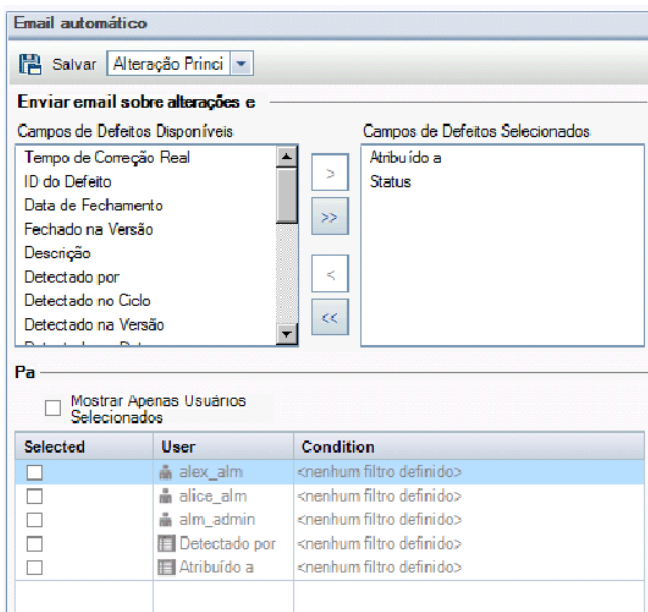 Email automático
Salvar Alteração Princi
Enviar email sobre alterações e
Campos de Defeitos Disponíveis
Campos de Defeitos Selecionados
Tempo de Correção Real
ID do Defeito
Data de Fechamento
Fechado na Versão
Descrição
Detectado por
Detectado no Ciclo
Detectado na Versão
>
>>
<
<<
Atribuído a
Status
Pa
Mostrar Apenas Usuários
Selecionados
Selected User Condition
alex_alm <nenhum filtro definido>
alice_alm <nenhum filtro definido>
alm_admin <nenhum filtro definido>
Detectado por <nenhum filtro definido>
Atribuído a <nenhum filtro definido>